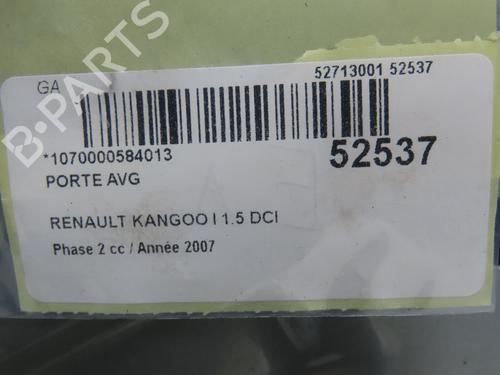 B-PARTS
GA
52713001 52537
*1070000584013
52537
PORTE AVG
RENAULT KANGOO I 1.5 DCI
Phase 2 cc / Année 2007